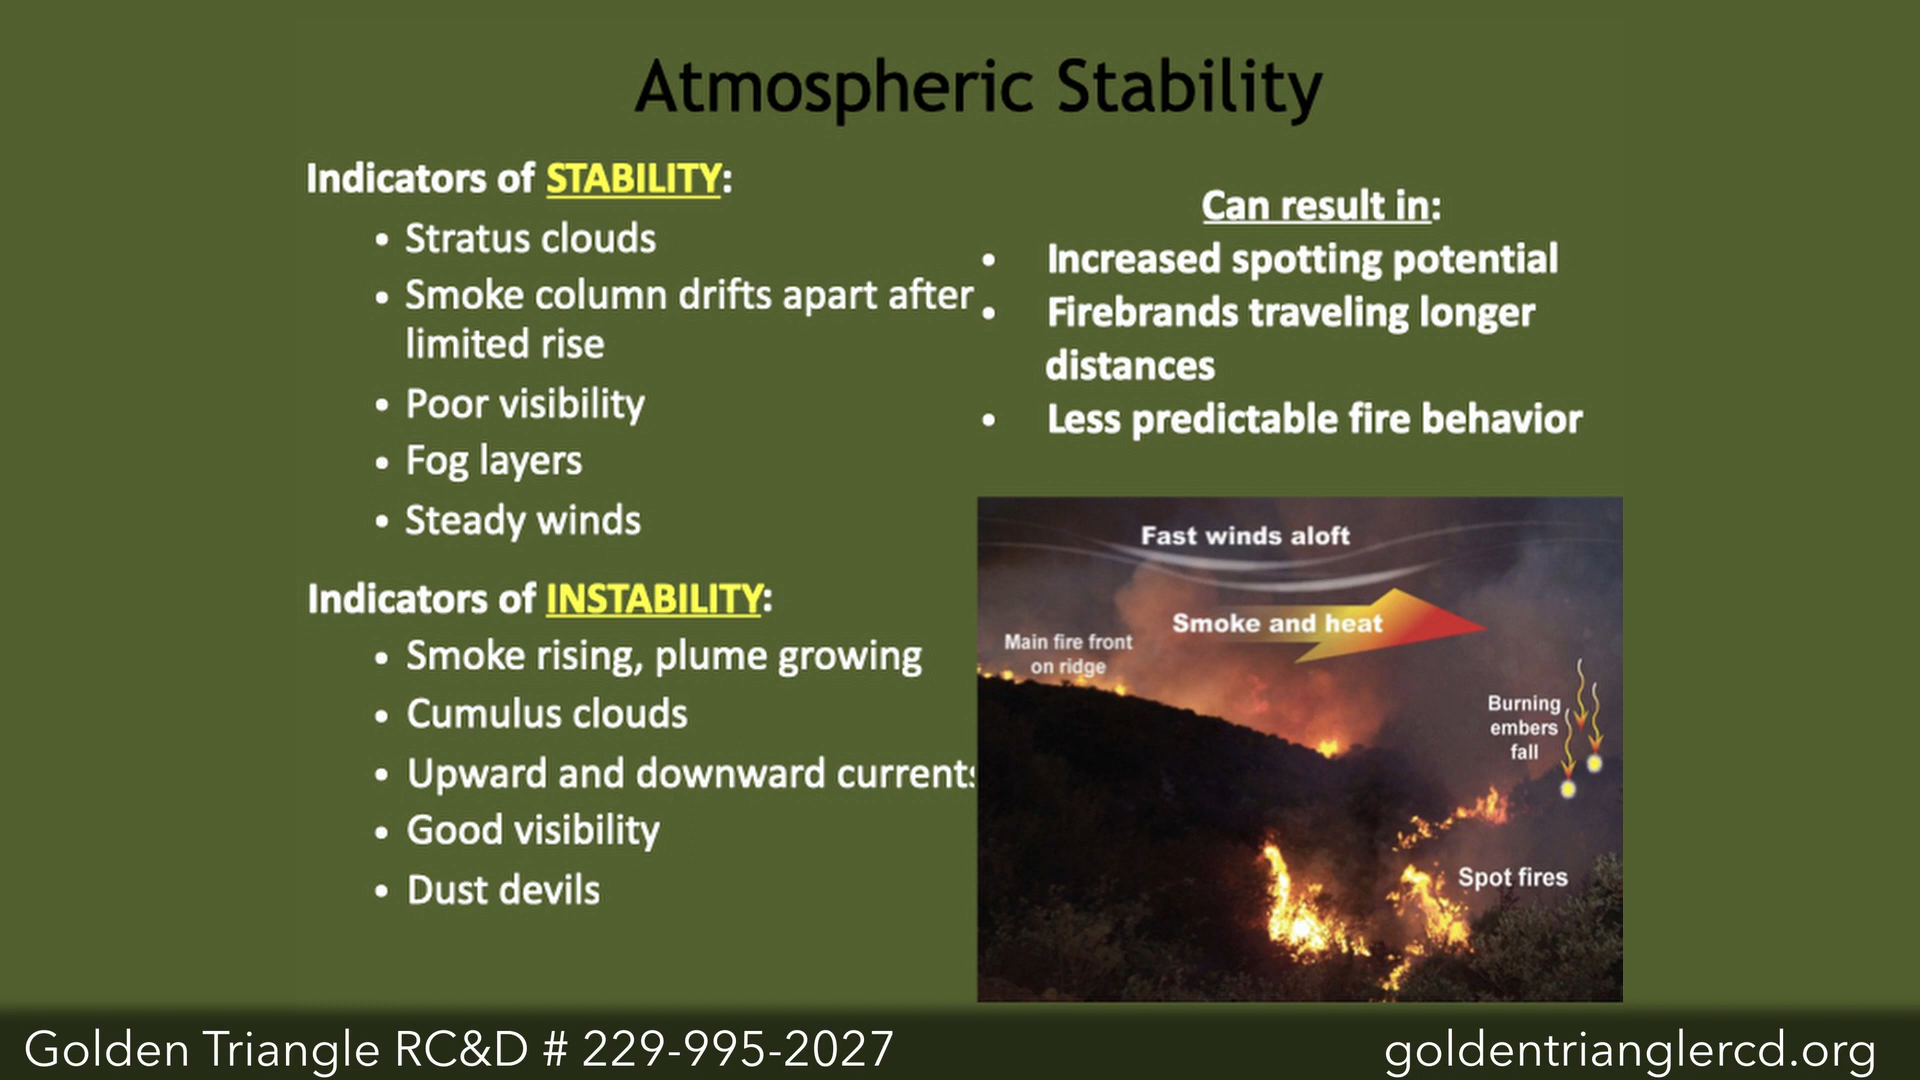 Atmospheric Stability
Indicators of STABILITY:
• Stratus clouds
• Smoke column drifts apart after
limited rise
• Poor visibility
• Fog layers
• Steady winds
Indicators of INSTABILITY:
• Smoke rising, plume growing
• Cumulus clouds
• Upward and downward currents
• Good visibility
• Dust devils
Can result in:
• Increased spotting potential
• Firebrands traveling longer
distances
• Less predictable fire behavior
Fast winds aloft
Smoke and heat
Main fire front
on ridge
Burning
embers
fall
Spot fires
Golden Triangle RC&D # 229-995-2027
goldentrianglercd.org